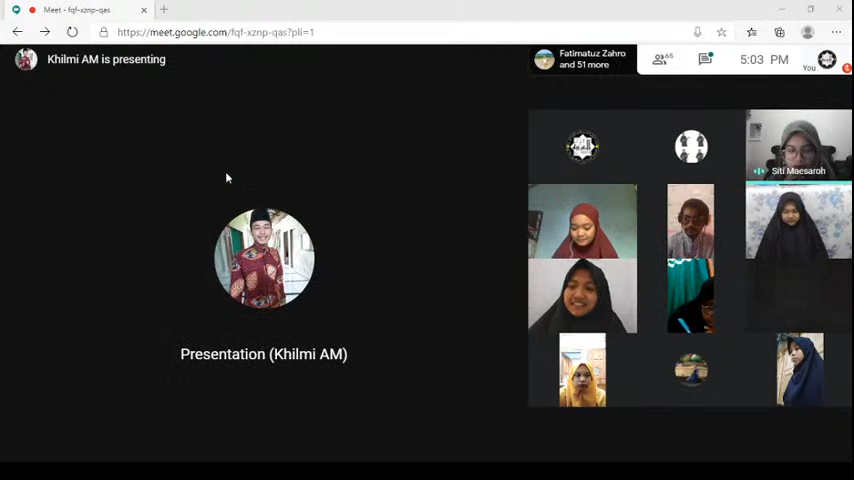 Meet - fqf-xznp-qas
https://meet.google.com/fqf-xznp-qas?pli=1
Khilmi AM is presenting
Fatimatuz Zahro
and 51 more
65
5:03 PM
You
Siti Maesaroh
Presentation (Khilmi AM)